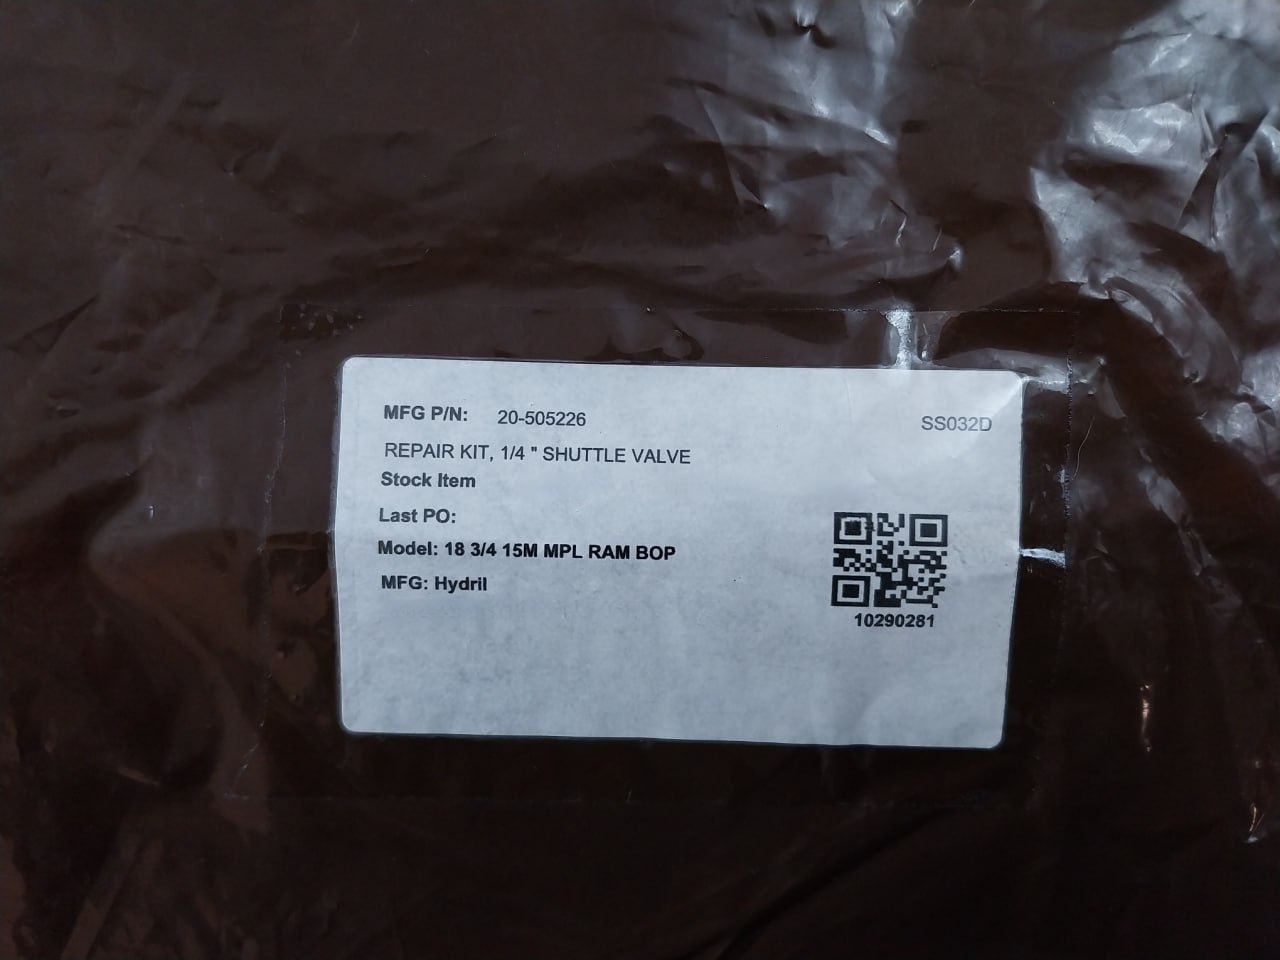 MFG P/N: 20-505226 SS032D
REPAIR KIT, 1/4 " SHUTTLE VALVE
Stock Item
Last PO:
Model: 18 3/4 15M MPL RAM BOP
MFG: Hydril
10290281